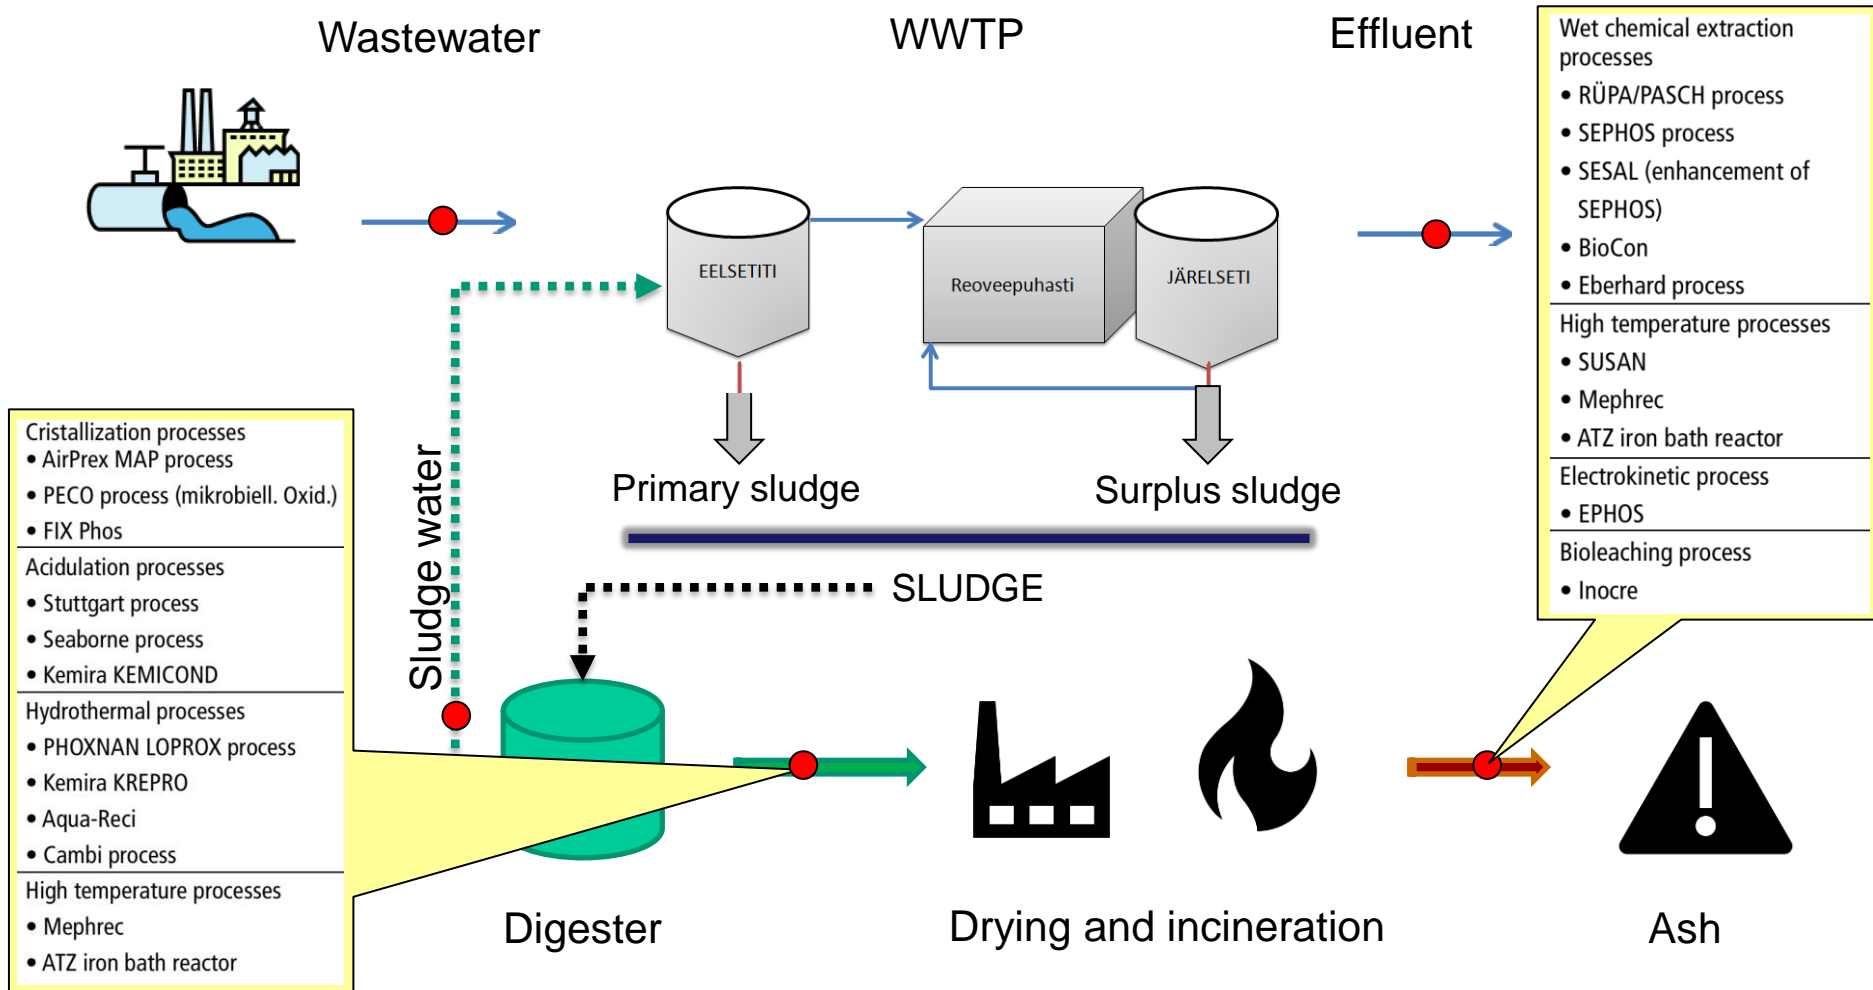 Wastewater
WWTP
Effluent
EELSETITI
Reoveepuhasti
JÄRELSETI
Primary sludge
Surplus sludge
Sludge water
SLUDGE
Digester
Drying and incineration
Ash
Cristallization processes
• AirPrex MAP process
• PECO process (mikrobiell. Oxid.)
• FIX Phos
Acidulation processes
• Stuttgart process
• Seaborne process
• Kemira KEMICOND
Hydrothermal processes
• PHOXNAN LOPROX process
• Kemira KREPRO
• Aqua-Reci
• Cambi process
High temperature processes
• Mephrec
• ATZ iron bath reactor
Wet chemical extraction
processes
• RÜPA/PASCH process
• SEPHOS process
• SESAL (enhancement of
SEPHOS)
• BioCon
• Eberhard process
High temperature processes
• SUSAN
• Mephrec
• ATZ iron bath reactor
Electrokinetic process
• EPHOS
Bioleaching process
• Inocre